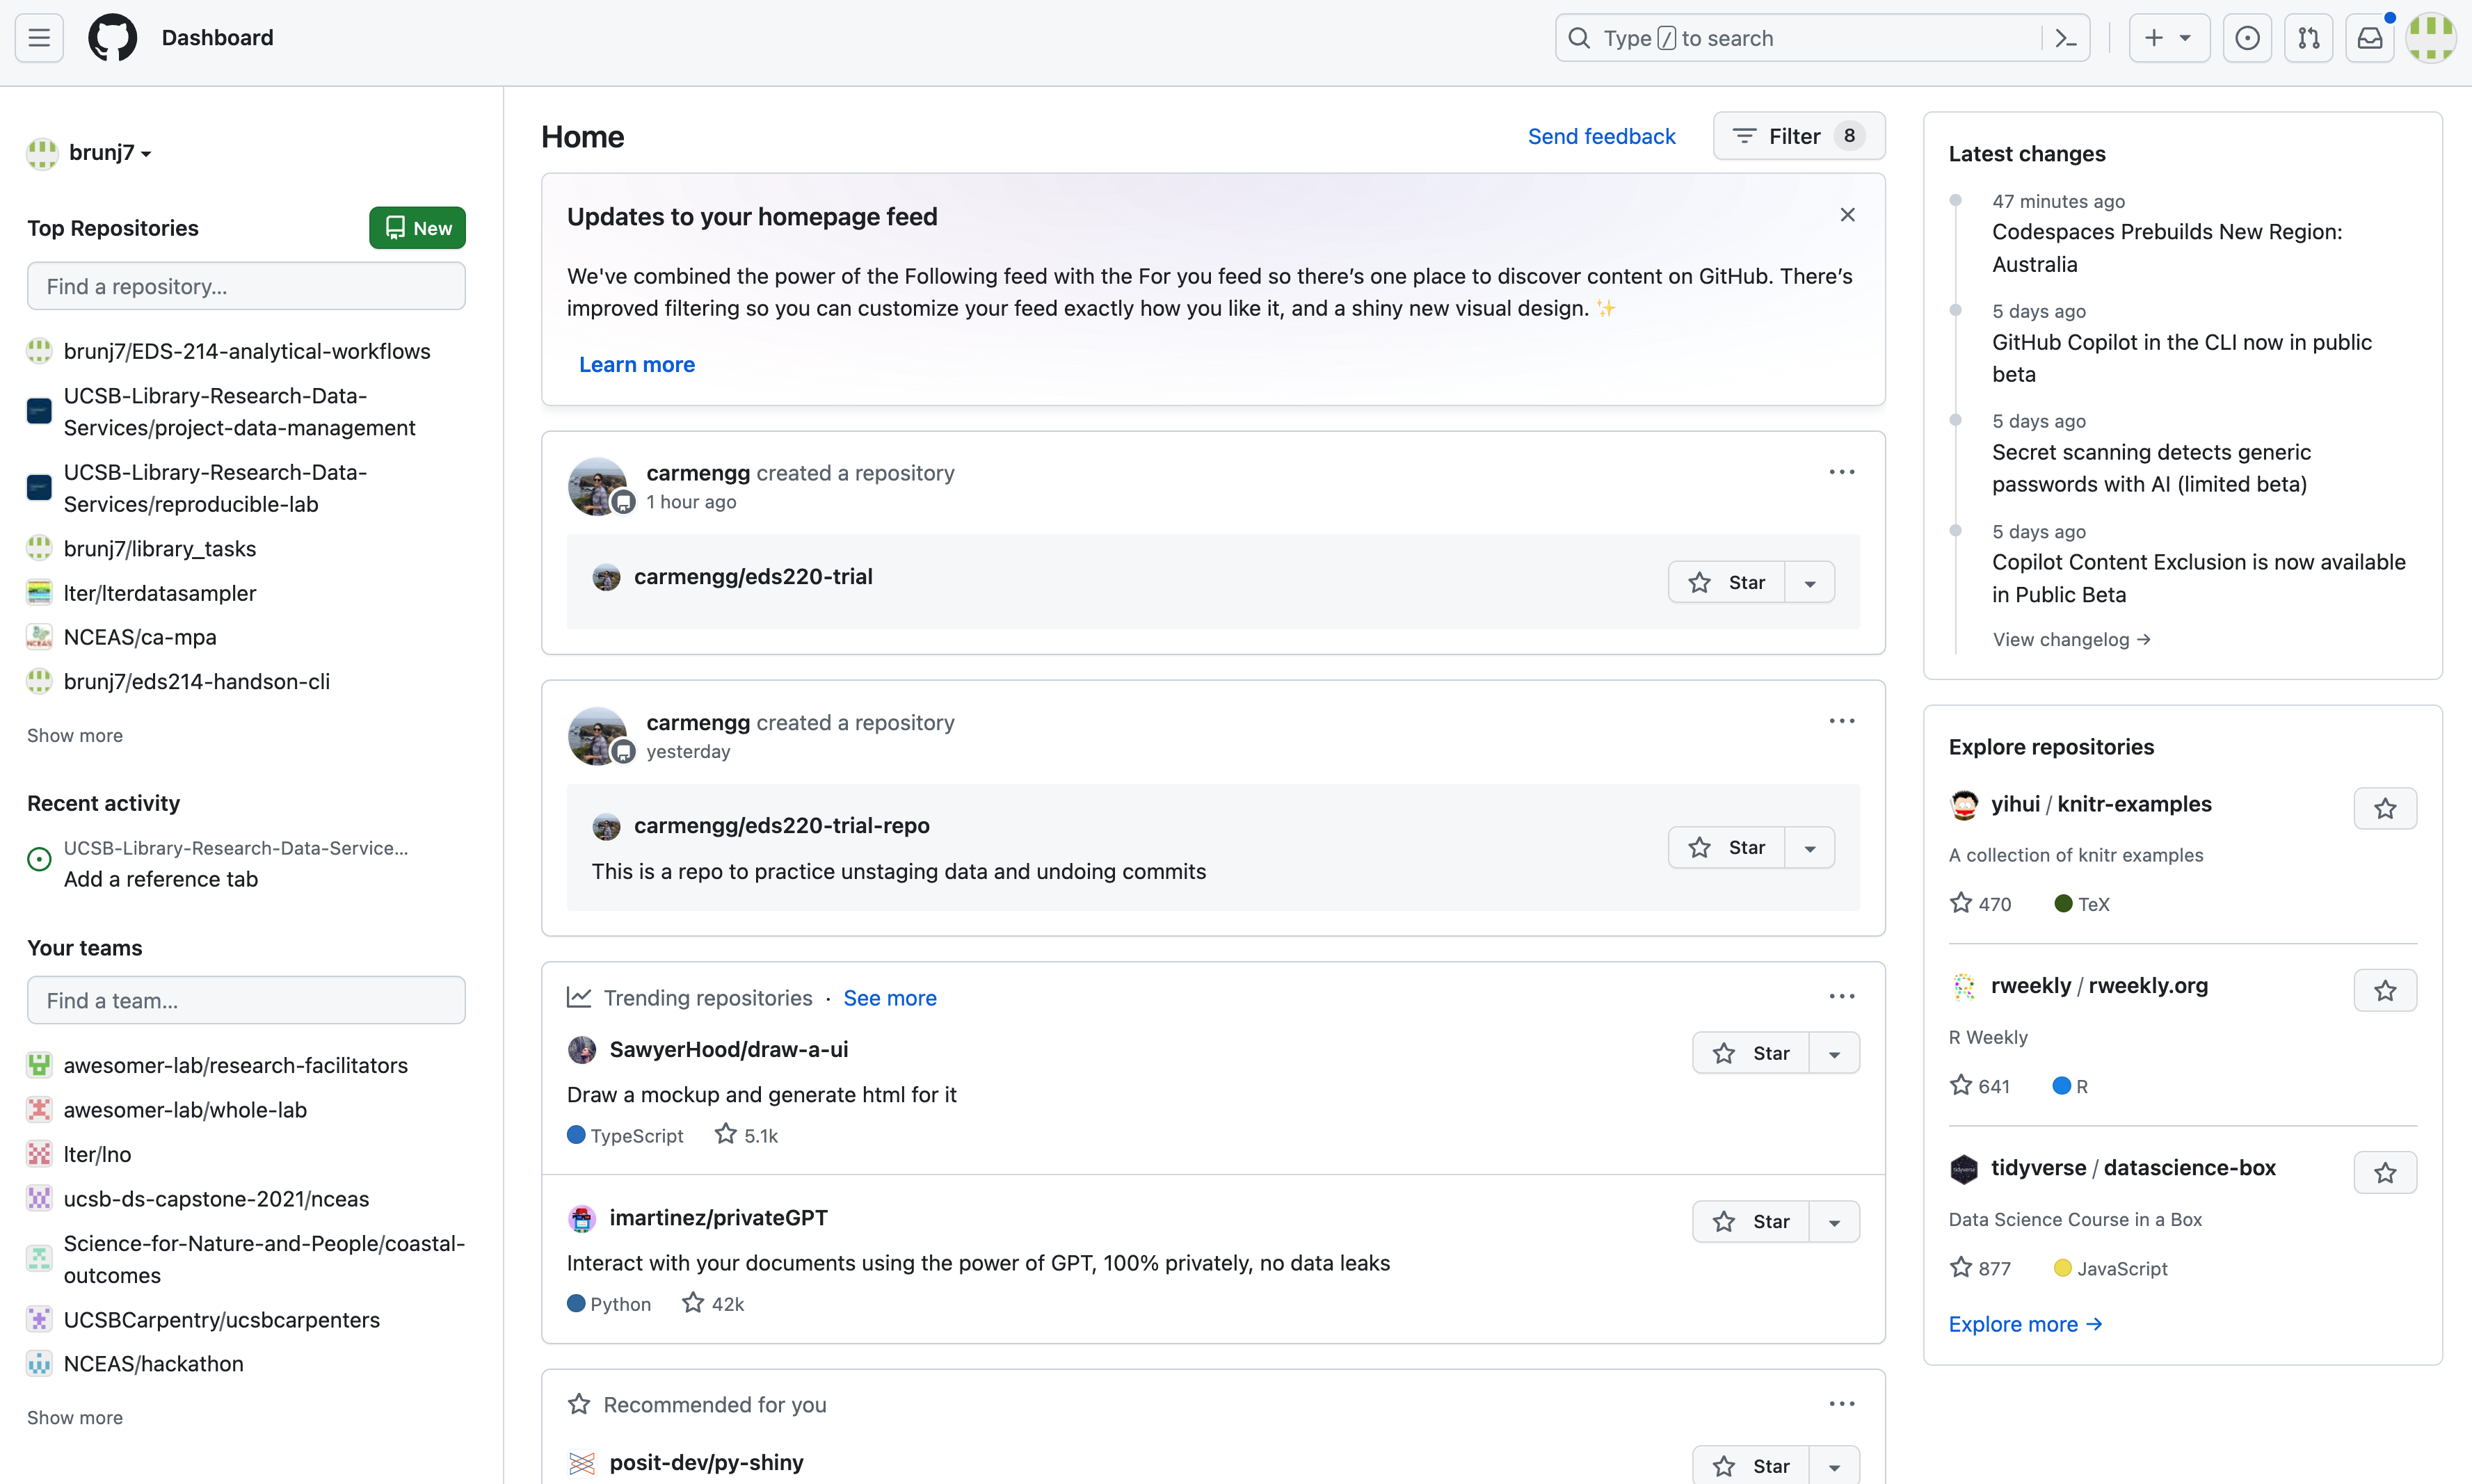 Dashboard
Type / to search
brunj7
Top Repositories
New
Find a repository...
brunj7/EDS-214-analytical-workflows
UCSB-Library-Research-Data-
Services/project-data-management
UCSB-Library-Research-Data-
Services/reproducible-lab
brunj7/library_tasks
lter/lterdatasampler
NCEAS/ca-mpa
brunj7/eds214-handson-cli
Show more
Recent activity
UCSB-Library-Research-Data-Service...
Add a reference tab
Your teams
Find a team...
awesomer-lab/research-facilitators
awesomer-lab/whole-lab
lter/lno
ucsb-ds-capstone-2021/nceas
Science-for-Nature-and-People/coastal-
outcomes
UCSBCarpentry/ucsbcarpenters
NCEAS/hackathon
Show more
Home
Send feedback
Filter 8
Updates to your homepage feed
We've combined the power of the Following feed with the For you feed so there’s one place to discover content on GitHub. There’s
improved filtering so you can customize your feed exactly how you like it, and a shiny new visual design. ✨
Learn more
carmengg created a repository
1 hour ago
carmengg/eds220-trial
Star
carmengg created a repository
yesterday
carmengg/eds220-trial-repo
Star
This is a repo to practice unstaging data and undoing commits
Trending repositories · See more
SawyerHood/draw-a-ui
Star
Draw a mockup and generate html for it
TypeScript 5.1k
imartinez/privateGPT
Star
Interact with your documents using the power of GPT, 100% privately, no data leaks
Python 42k
Recommended for you
posit-dev/py-shiny
Star
Latest changes
47 minutes ago
Codespaces Prebuilds New Region:
Australia
5 days ago
GitHub Copilot in the CLI now in public
beta
5 days ago
Secret scanning detects generic
passwords with AI (limited beta)
5 days ago
Copilot Content Exclusion is now available
in Public Beta
View changelog →
Explore repositories
yihui / knitr-examples
A collection of knitr examples
470 TeX
rweekly / rweekly.org
R Weekly
641 R
tidyverse / datascience-box
Data Science Course in a Box
877 JavaScript
Explore more →